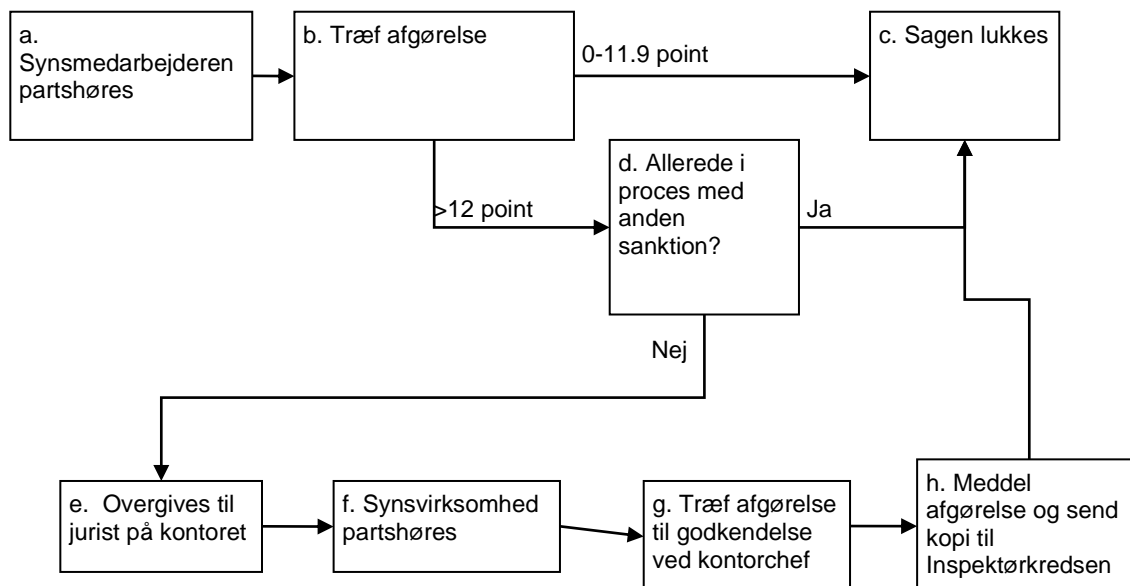 a.
Synsmedarbejderen
partshøres
b. Træf afgørelse
0-11.9 point
c. Sagen lukkes
>12 point
d. Allerede i
proces med
anden
sanktion?
Ja
Nej
e.  Overgives til
jurist på kontoret
f. Synsvirksomhed
partshøres
g. Træf afgørelse
til godkendelse
ved kontorchef
h. Meddel
afgørelse og send
kopi til
Inspektørkredsen